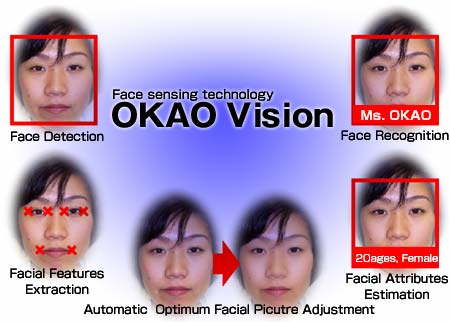 Face sensing technology
OKAO Vision
Face Detection
Ms. OKAO
Face Recognition
Facial Features
Extraction
20ages, Female
Facial Attributes
Estimation
Automatic Optimum Facial Picutre Adjustment